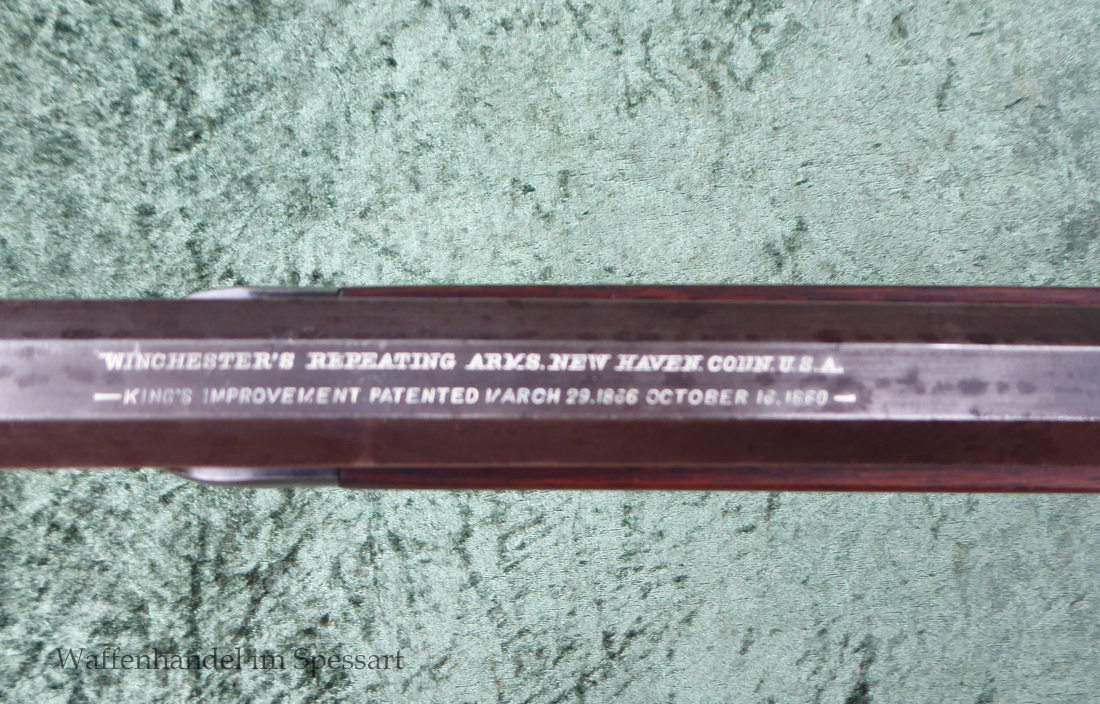 WINCHESTER'S REPEATING ARMS. NEW HAVEN. CONN. U.S.A.
KING'S IMPROVEMENT PATENTED MARCH 29. 1866 OCTOBER 16. 1860
Waffenhandel im Spessart